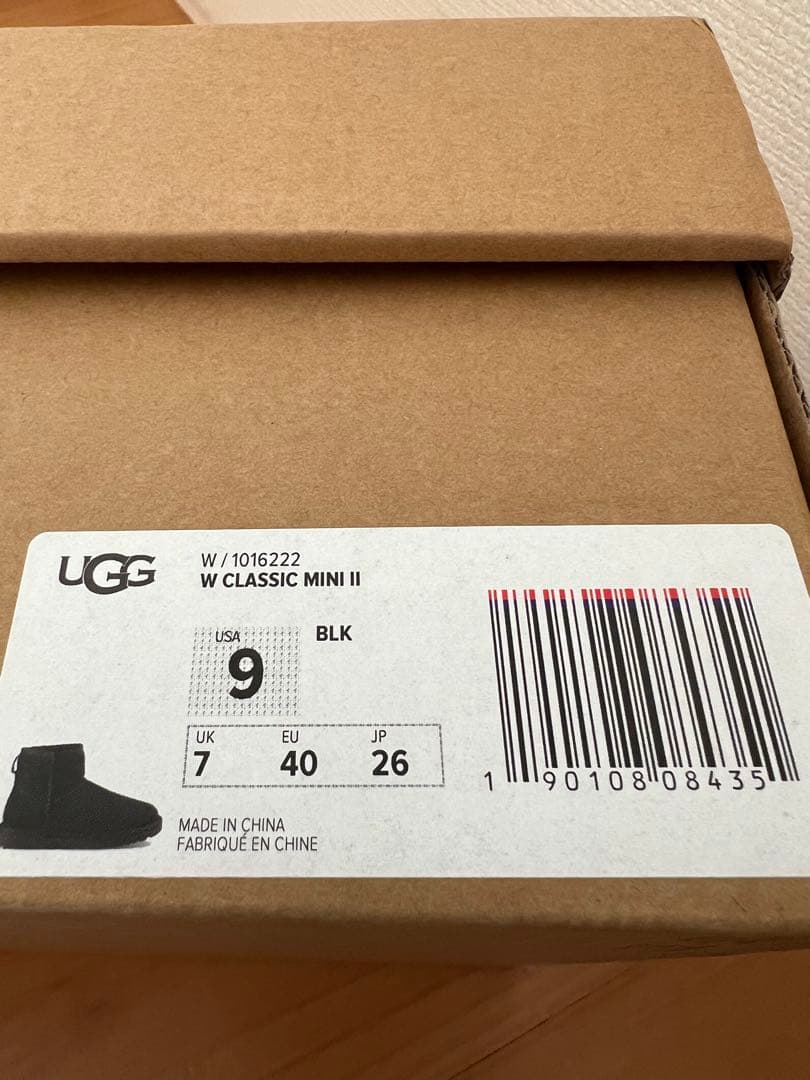 UGG
W / 1016222
W CLASSIC MINI II
USA
9
BLK
UK EU JP
7 40 26
MADE IN CHINA
FABRIQUÉ EN CHINE
1 90108 08435